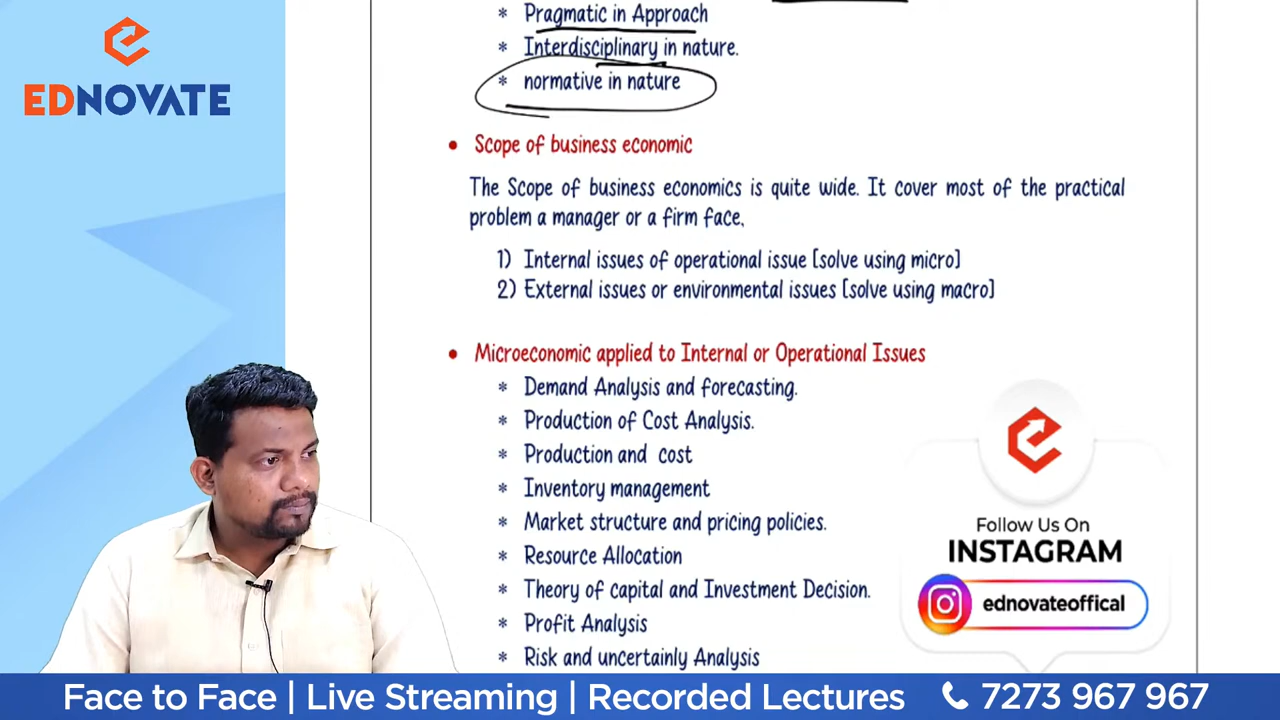 EDNOVATE
* Pragmatic in Approach
* Interdisciplinary in nature.
* normative in nature
• Scope of business economic
The Scope of business economics is quite wide. It cover most of the practical
problem a manager or a firm face.
1) Internal issues of operational issue [solve using micro]
2) External issues or environmental issues [solve using macro]
• Microeconomic applied to Internal or Operational Issues
* Demand Analysis and forecasting.
* Production of Cost Analysis.
* Production and cost
* Inventory management
* Market structure and pricing policies.
* Resource Allocation
* Theory of capital and Investment Decision.
* Profit Analysis
* Risk and uncertainly Analysis
Follow Us On
INSTAGRAM
ednovateoffical
Face to Face | Live Streaming | Recorded Lectures 7273 967 967